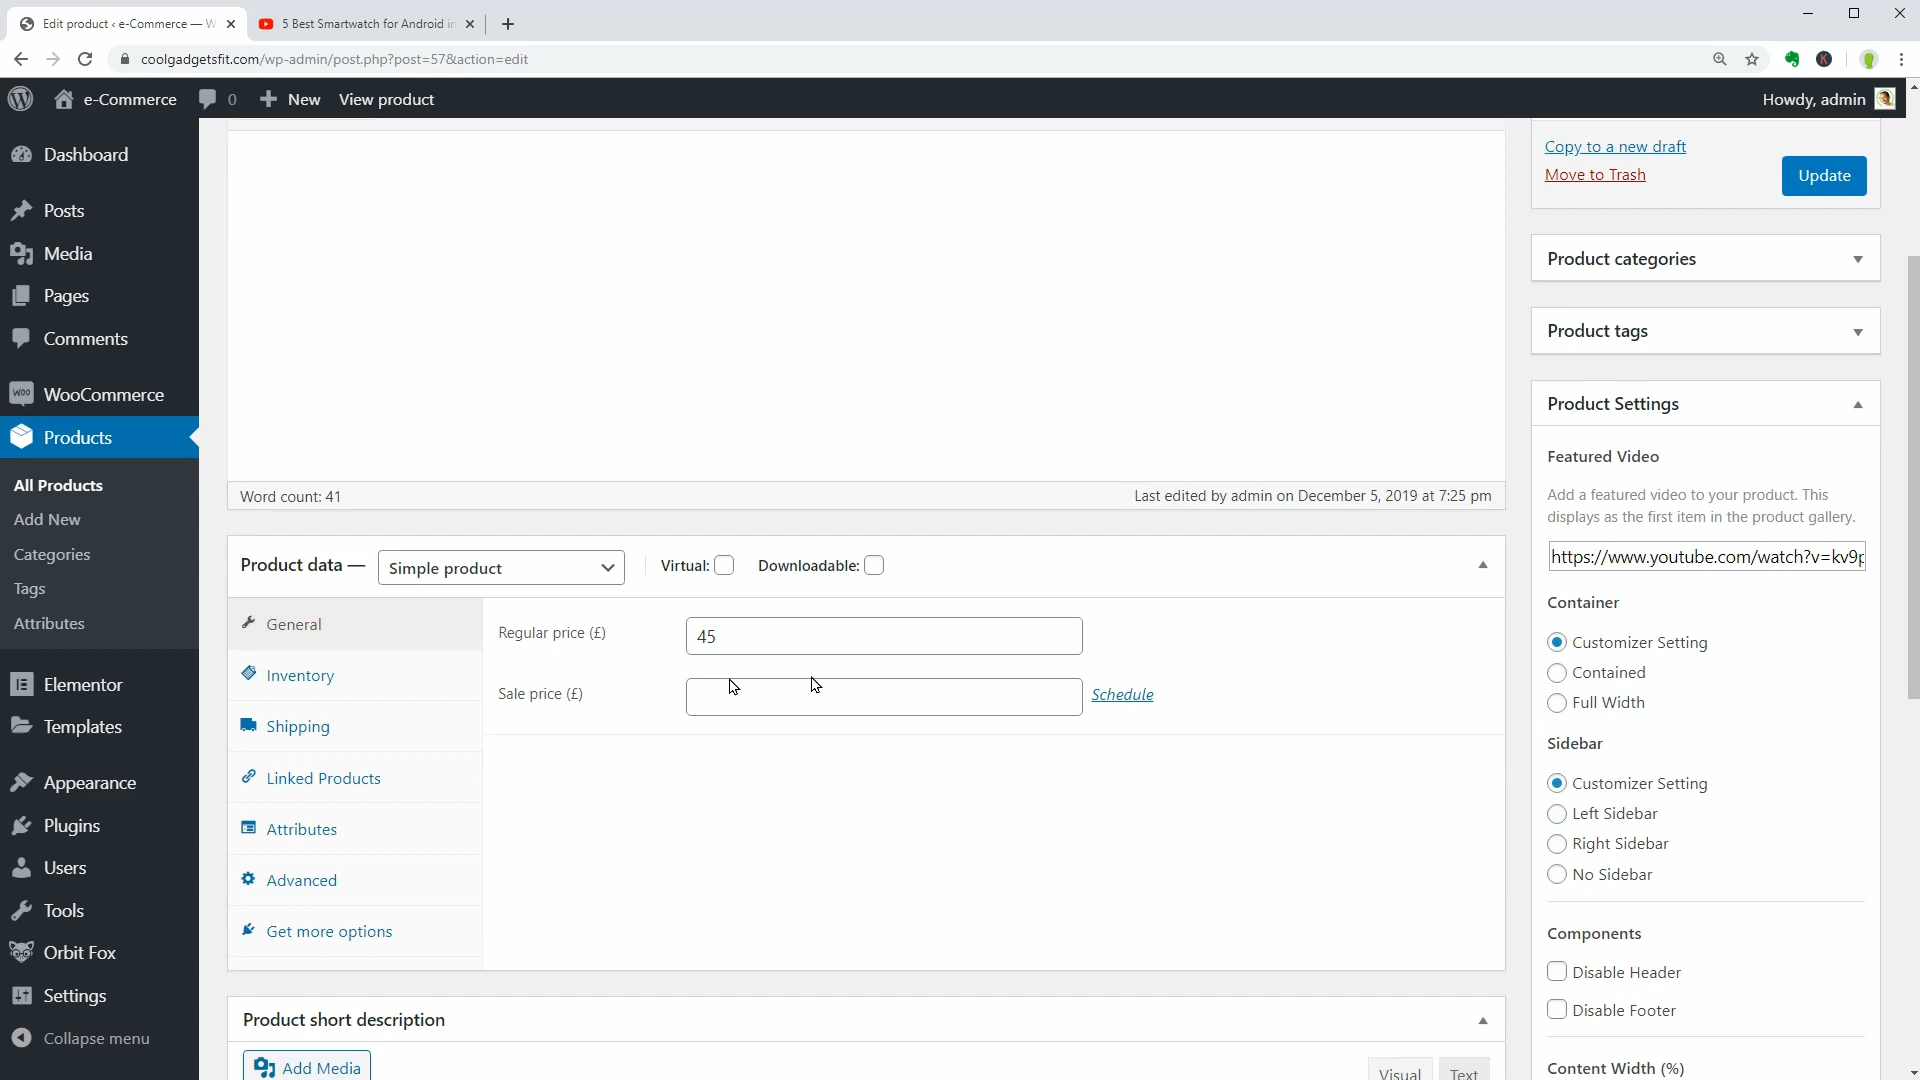 Edit product ‹ e-Commerce — W
5 Best Smartwatch for Android in
coolgadgetsfit.com/wp-admin/post.php?post=57&action=edit
e-Commerce
0
New
View product
Howdy, admin
Dashboard
Posts
Media
Pages
Comments
WooCommerce
Products
All Products
Add New
Categories
Tags
Attributes
Elementor
Templates
Appearance
Plugins
Users
Tools
Orbit Fox
Settings
Collapse menu
Word count: 41
Last edited by admin on December 5, 2019 at 7:25 pm
Product data —
Simple product
Virtual:
Downloadable:
General
Inventory
Shipping
Linked Products
Attributes
Advanced
Get more options
Regular price (£)
45
Sale price (£)
Schedule
Product short description
Add Media
Visual
Text
Copy to a new draft
Move to Trash
Update
Product categories
Product tags
Product Settings
Featured Video
Add a featured video to your product. This
displays as the first item in the product gallery.
https://www.youtube.com/watch?v=kv9p
Container
Customizer Setting
Contained
Full Width
Sidebar
Customizer Setting
Left Sidebar
Right Sidebar
No Sidebar
Components
Disable Header
Disable Footer
Content Width (%)